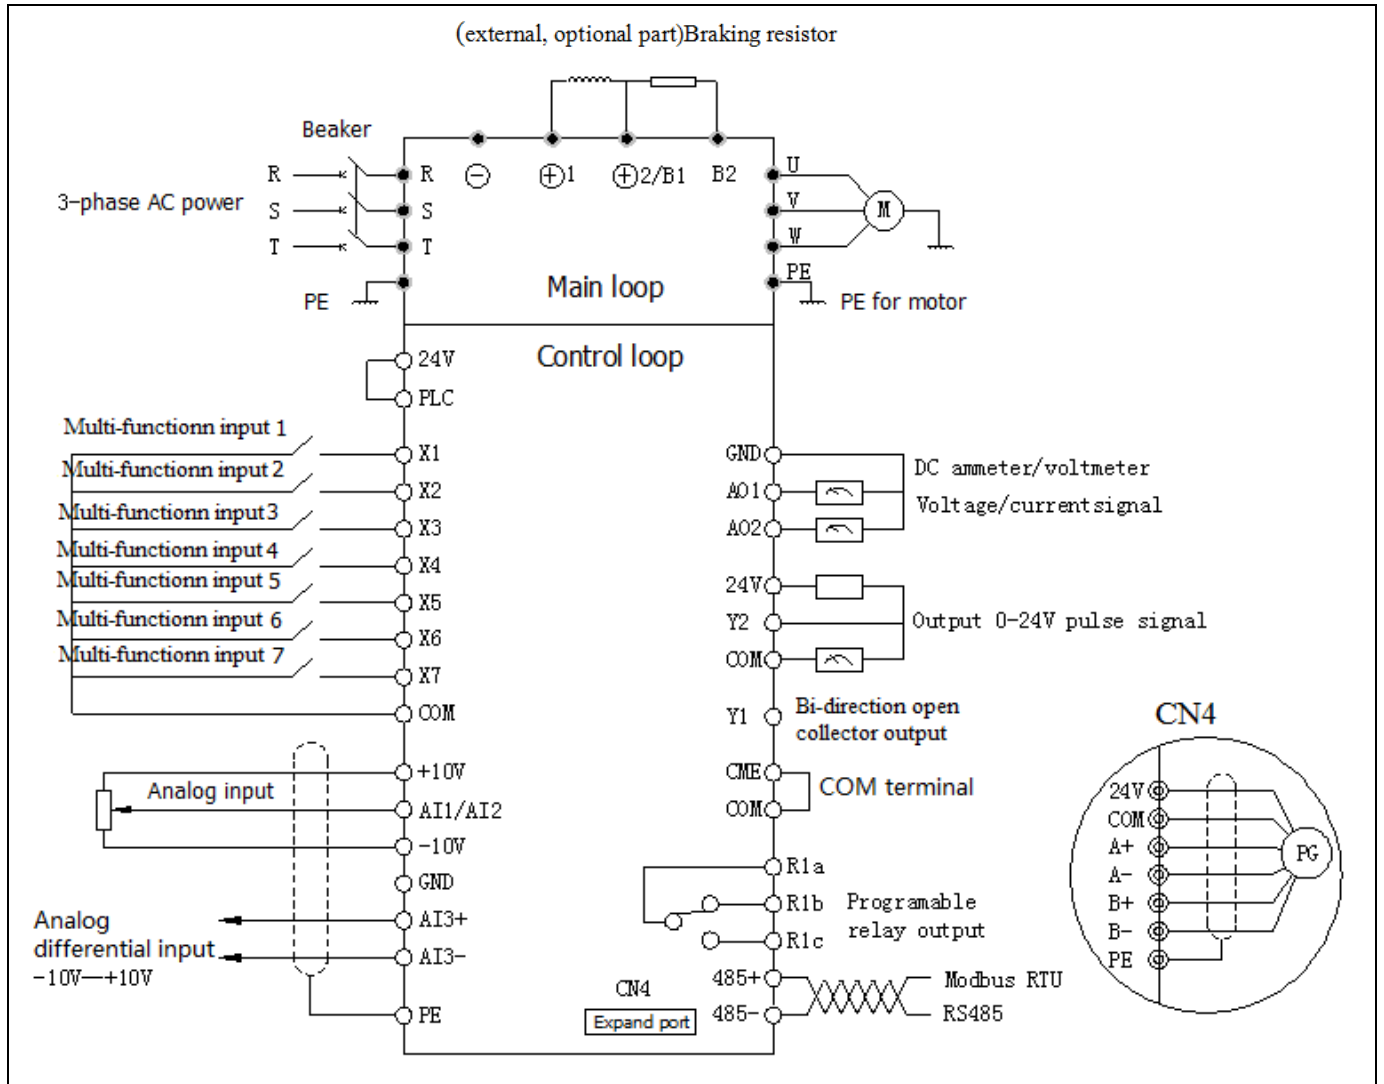 (external, optional part)Braking resistor
Beaker
3-phase AC power
R
S
T
PE
R
S
T
⊖
⊕1
⊕2/B1
B2
U
V
W
PE
M
PE for motor
Main loop
Control loop
24V
PLC
Multi-functionn input 1
Multi-functionn input 2
Multi-functionn input3
Multi-functionn input 4
Multi-functionn input 5
Multi-functionn input 6
Multi-functionn input 7
X1
X2
X3
X4
X5
X6
X7
COM
+10V
Analog input
AI1/AI2
-10V
GND
AI3+
Analog
differential input
-10V—+10V
AI3-
PE
GND
AO1
AO2
DC ammeter/voltmeter
Voltage/currentsignal
24V
Y2
COM
Output 0-24V pulse signal
Y1
Bi-direction open
collector output
CME
COM
COM terminal
R1a
R1b
R1c
Programable
relay output
CN4
Expand port
485+
485-
Modbus RTU
RS485
CN4
24V
COM
A+
A-
B+
B-
PE
PG